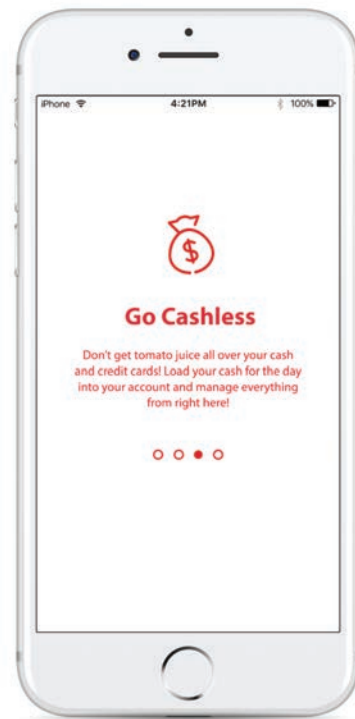 iPhone 4:21PM 100%
$
Go Cashless
Don't get tomato juice all over your cash
and credit cards! Load your cash for the day
into your account and manage everything
from right here!